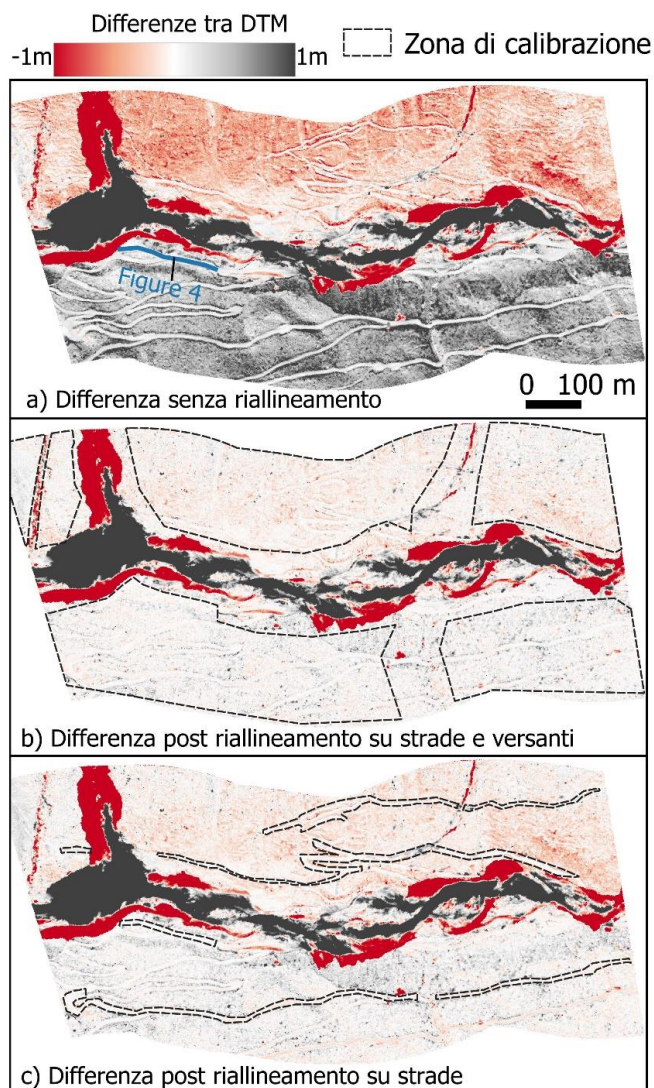 Differenze tra DTM
-1m 1m Zona di calibrazione
Figure 4
0 100 m
a) Differenza senza riallineamento
b) Differenza post riallineamento su strade e versanti
c) Differenza post riallineamento su strade